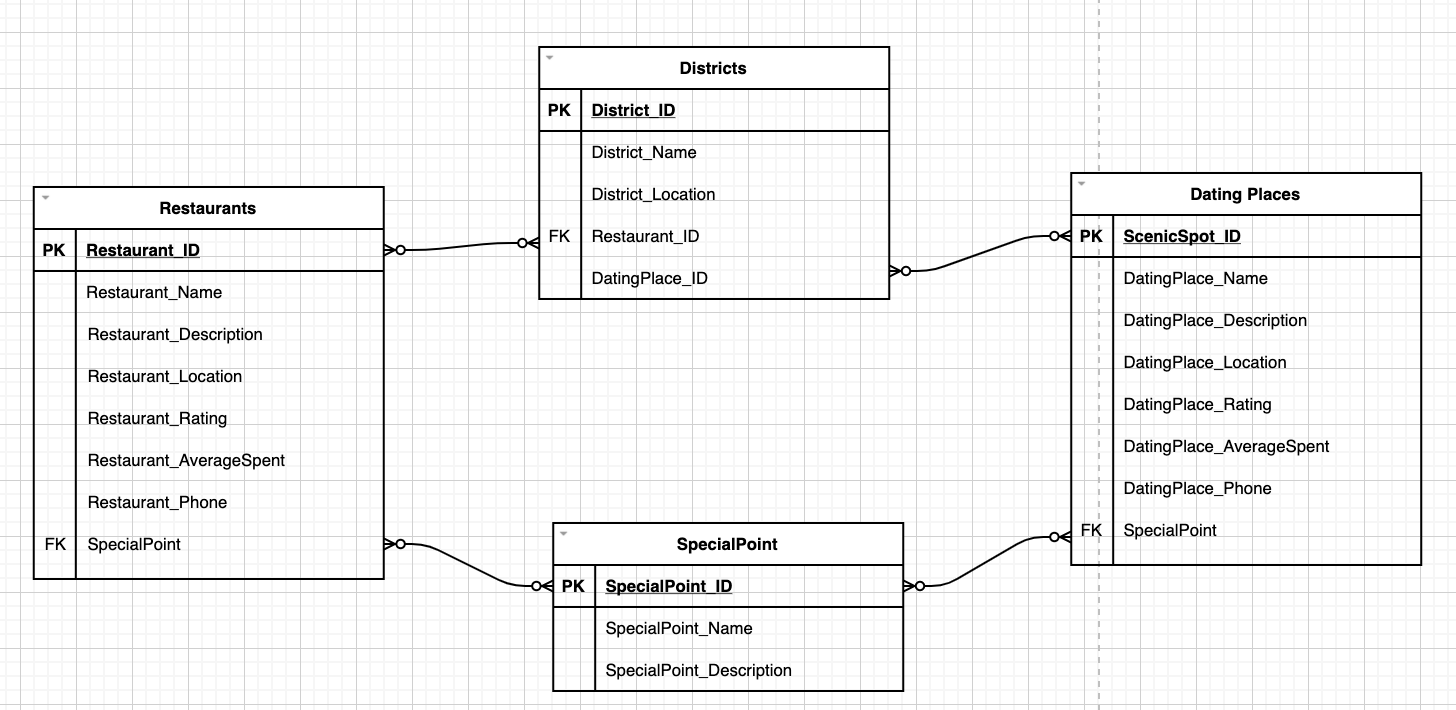 Districts
PK District_ID
District_Name
District_Location
FK Restaurant_ID
DatingPlace_ID
Restaurants
PK Restaurant_ID
Restaurant_Name
Restaurant_Description
Restaurant_Location
Restaurant_Rating
Restaurant_AverageSpent
Restaurant_Phone
FK SpecialPoint
Dating Places
PK ScenicSpot_ID
DatingPlace_Name
DatingPlace_Description
DatingPlace_Location
DatingPlace_Rating
DatingPlace_AverageSpent
DatingPlace_Phone
FK SpecialPoint
SpecialPoint
PK SpecialPoint_ID
SpecialPoint_Name
SpecialPoint_Description